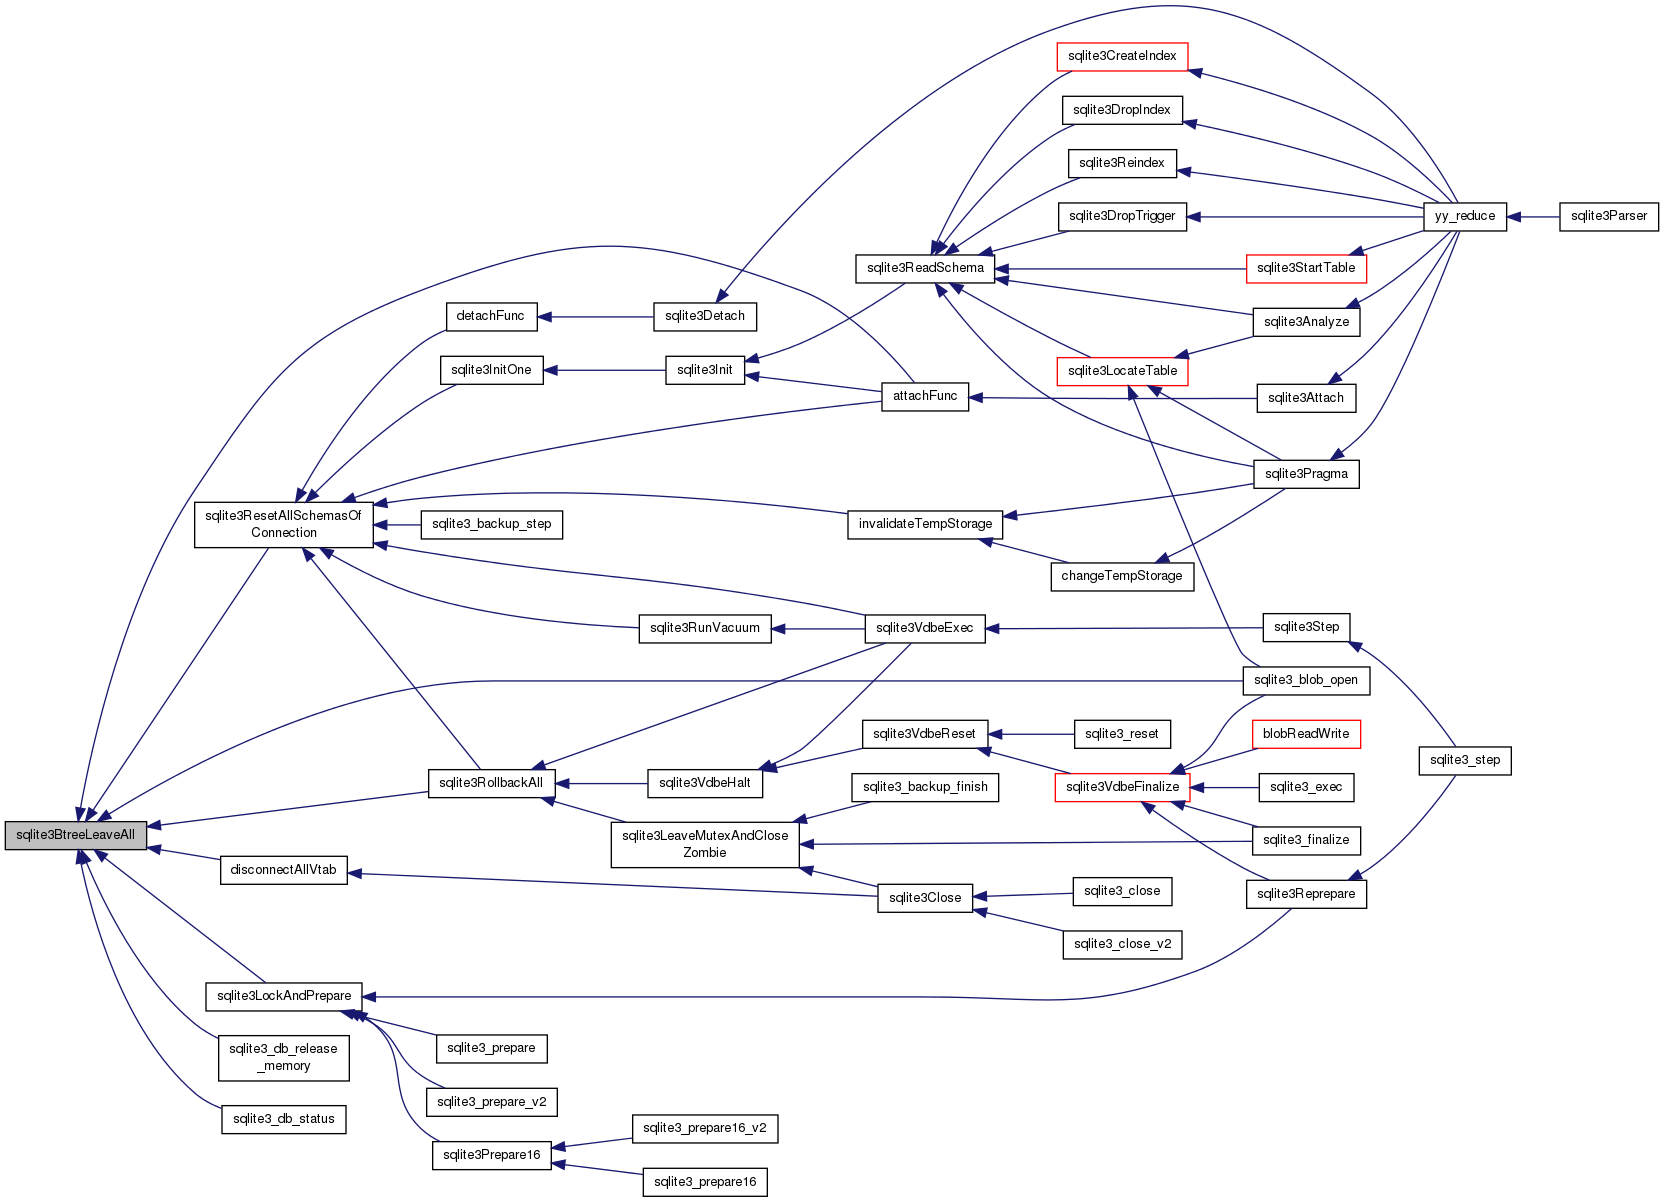 sqlite3CreateIndex
sqlite3DropIndex
sqlite3Reindex
sqlite3DropTrigger
yy_reduce
sqlite3Parser
sqlite3ReadSchema
sqlite3StartTable
detachFunc
sqlite3Detach
sqlite3Analyze
sqlite3InitOne
sqlite3Init
sqlite3LocateTable
attachFunc
sqlite3Attach
sqlite3Pragma
sqlite3ResetAllSchemasOf
Connection
sqlite3_backup_step
invalidateTempStorage
changeTempStorage
sqlite3RunVacuum
sqlite3VdbeExec
sqlite3Step
sqlite3_blob_open
sqlite3VdbeReset
sqlite3_reset
blobReadWrite
sqlite3_step
sqlite3RollbackAll
sqlite3VdbeHalt
sqlite3_backup_finish
sqlite3VdbeFinalize
sqlite3_exec
sqlite3BtreeLeaveAll
sqlite3LeaveMutexAndClose
Zombie
sqlite3_finalize
disconnectAllVtab
sqlite3Close
sqlite3_close
sqlite3Reprepare
sqlite3_close_v2
sqlite3LockAndPrepare
sqlite3_db_release
_memory
sqlite3_prepare
sqlite3_prepare_v2
sqlite3_db_status
sqlite3Prepare16
sqlite3_prepare16_v2
sqlite3_prepare16